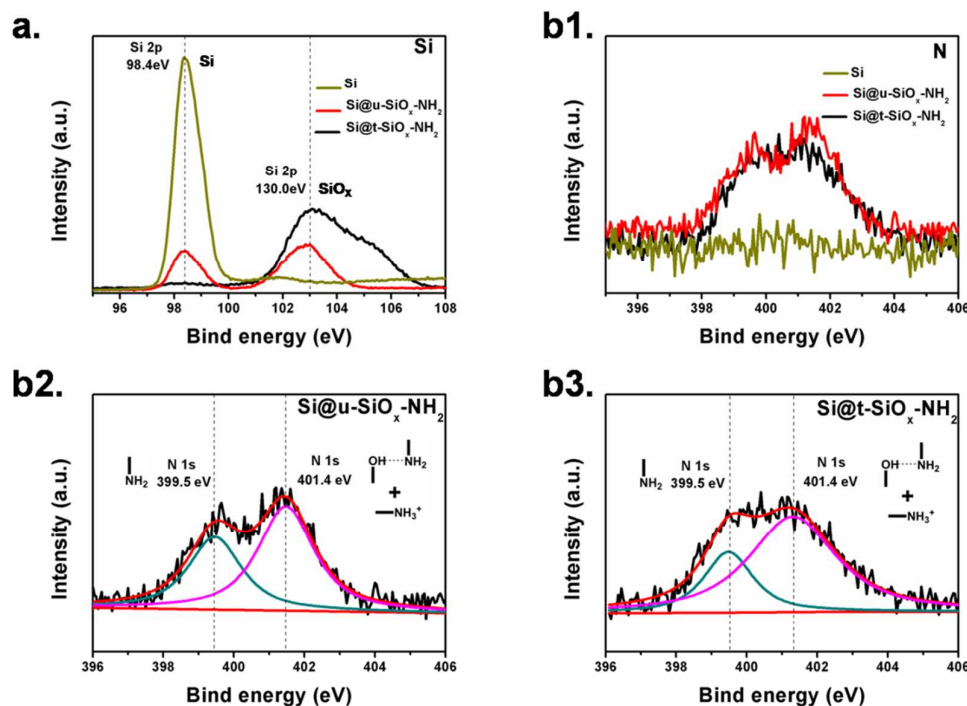 a.
Si 2p
98.4eV
Si
Si
Si
Si@u-SiOx-NH2
Si@t-SiOx-NH2
Si 2p
130.0eV
SiOx
Intensity (a.u.)
96 98 100 102 104 106 108
Bind energy (eV)
b1.
N
Si
Si@u-SiOx-NH2
Si@t-SiOx-NH2
Intensity (a.u.)
396 398 400 402 404 406
Bind energy (eV)
b2.
Si@u-SiOx-NH2
NH2
N 1s
399.5 eV
N 1s
401.4 eV
OH NH2
+
NH3+
Intensity (a.u.)
396 398 400 402 404 406
Bind energy (eV)
b3.
Si@t-SiOx-NH2
NH2
N 1s
399.5 eV
N 1s
401.4 eV
OH NH2
+
NH3+
Intensity (a.u.)
396 398 400 402 404 406
Bind energy (eV)